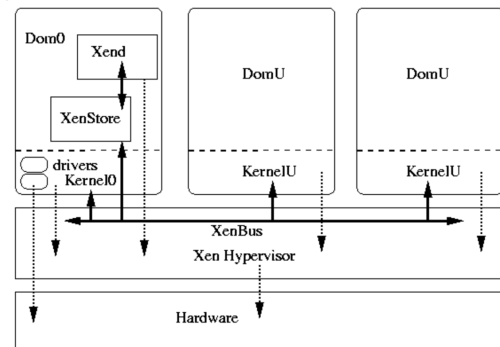 Dom0
Xend
XenStore
drivers
Kernel0
DomU
KernelU
DomU
KernelU
XenBus
Xen Hypervisor
Hardware